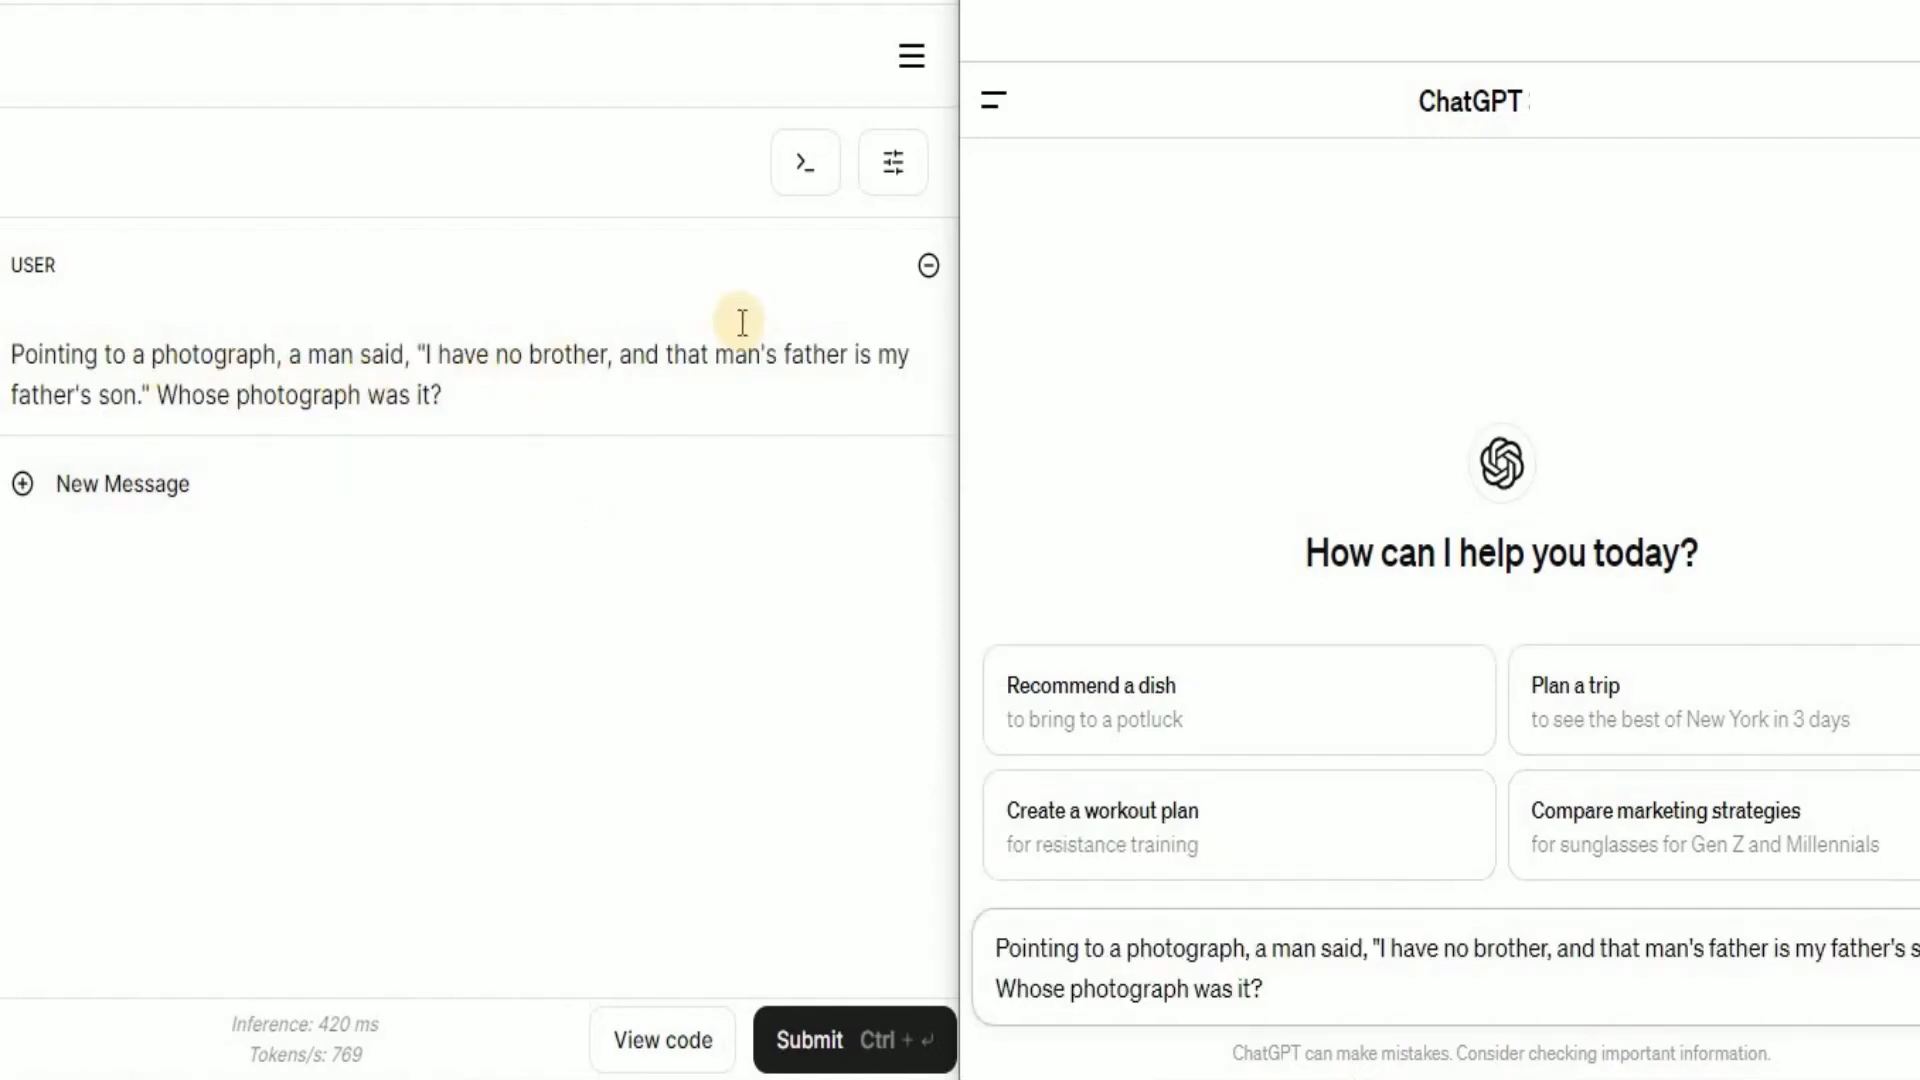 USER
Pointing to a photograph, a man said, "I have no brother, and that man's father is my
father's son." Whose photograph was it?
New Message
Inference: 420 ms
Tokens/s: 769
View code
Submit Ctrl + ↵
ChatGPT
How can I help you today?
Recommend a dish
to bring to a potluck
Plan a trip
to see the best of New York in 3 days
Create a workout plan
for resistance training
Compare marketing strategies
for sunglasses for Gen Z and Millennials
Pointing to a photograph, a man said, "I have no brother, and that man's father is my father's s
Whose photograph was it?
ChatGPT can make mistakes. Consider checking important information.